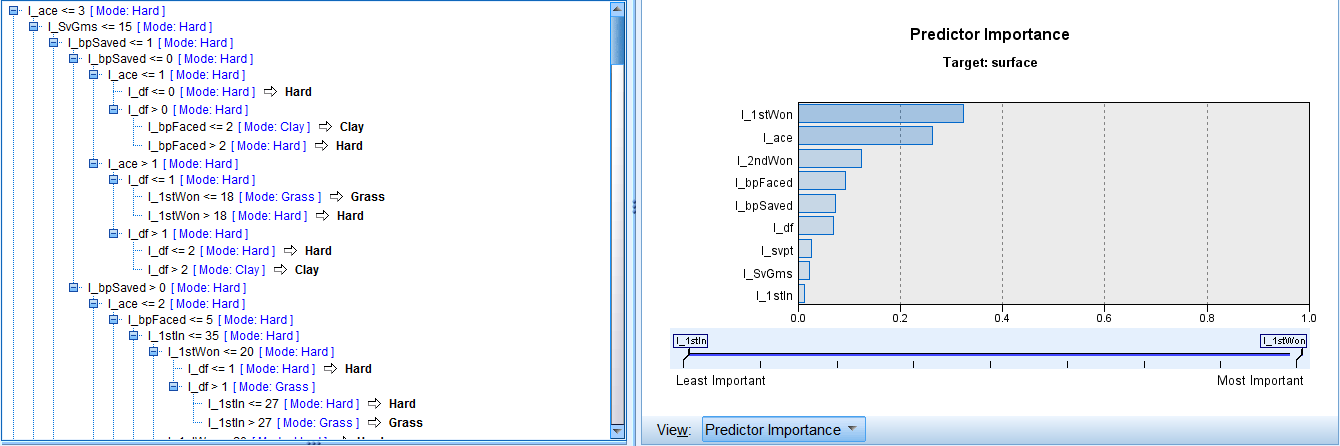 l_ace <= 3 [ Mode: Hard ]
l_SvGms <= 15 [ Mode: Hard ]
l_bpSaved <= 1 [ Mode: Hard ]
l_bpSaved <= 0 [ Mode: Hard ]
l_ace <= 1 [ Mode: Hard ]
l_df <= 0 [ Mode: Hard ] ⇨ Hard
l_df > 0 [ Mode: Hard ]
l_bpFaced <= 2 [ Mode: Clay ] ⇨ Clay
l_bpFaced > 2 [ Mode: Hard ] ⇨ Hard
l_ace > 1 [ Mode: Hard ]
l_df <= 1 [ Mode: Hard ]
l_1stWon <= 18 [ Mode: Grass ] ⇨ Grass
l_1stWon > 18 [ Mode: Hard ] ⇨ Hard
l_df > 1 [ Mode: Hard ]
l_df <= 2 [ Mode: Hard ] ⇨ Hard
l_df > 2 [ Mode: Clay ] ⇨ Clay
l_bpSaved > 0 [ Mode: Hard ]
l_ace <= 2 [ Mode: Hard ]
l_bpFaced <= 5 [ Mode: Hard ]
l_1stIn <= 35 [ Mode: Hard ]
l_1stWon <= 20 [ Mode: Hard ]
l_df <= 1 [ Mode: Hard ] ⇨ Hard
l_df > 1 [ Mode: Grass ]
l_1stIn <= 27 [ Mode: Hard ] ⇨ Hard
l_1stIn > 27 [ Mode: Grass ] ⇨ Grass
Predictor Importance
Target: surface
l_1stWon
l_ace
l_2ndWon
l_bpFaced
l_bpSaved
l_df
l_svpt
l_SvGms
l_1stIn
0.0 0.2 0.4 0.6 0.8 1.0
l_1stIn l_1stWon
Least Important Most Important
View: Predictor Importance